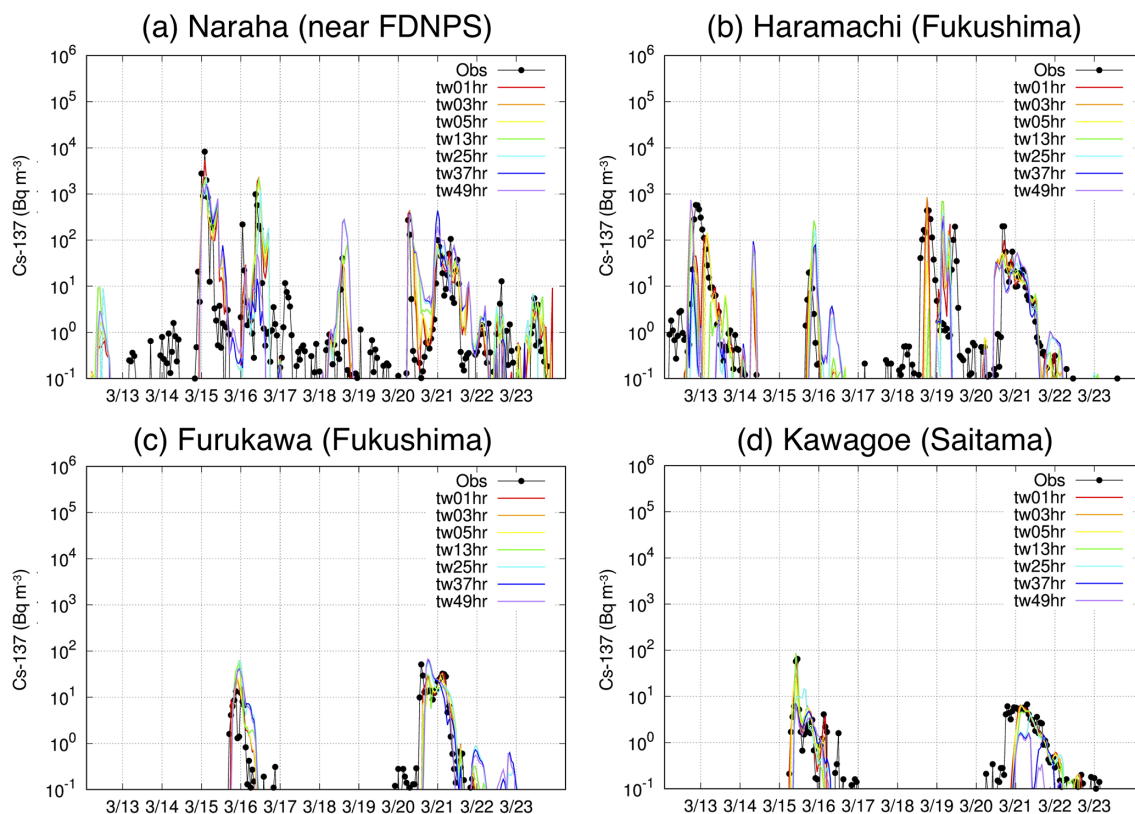 (a) Naraha (near FDNPS)
10⁶
10⁵
10⁴
10³
10²
10¹
10⁰
10⁻¹
Cs-137 (Bq m⁻³)
Obs
tw01hr
tw03hr
tw05hr
tw13hr
tw25hr
tw37hr
tw49hr
3/13 3/14 3/15 3/16 3/17 3/18 3/19 3/20 3/21 3/22 3/23
(b) Haramachi (Fukushima)
10⁶
10⁵
10⁴
10³
10²
10¹
10⁰
10⁻¹
Cs-137 (Bq m⁻³)
Obs
tw01hr
tw03hr
tw05hr
tw13hr
tw25hr
tw37hr
tw49hr
3/13 3/14 3/15 3/16 3/17 3/18 3/19 3/20 3/21 3/22 3/23
(c) Furukawa (Fukushima)
10⁶
10⁵
10⁴
10³
10²
10¹
10⁰
10⁻¹
Cs-137 (Bq m⁻³)
Obs
tw01hr
tw03hr
tw05hr
tw13hr
tw25hr
tw37hr
tw49hr
3/13 3/14 3/15 3/16 3/17 3/18 3/19 3/20 3/21 3/22 3/23
(d) Kawagoe (Saitama)
10⁶
10⁵
10⁴
10³
10²
10¹
10⁰
10⁻¹
Cs-137 (Bq m⁻³)
Obs
tw01hr
tw03hr
tw05hr
tw13hr
tw25hr
tw37hr
tw49hr
3/13 3/14 3/15 3/16 3/17 3/18 3/19 3/20 3/21 3/22 3/23